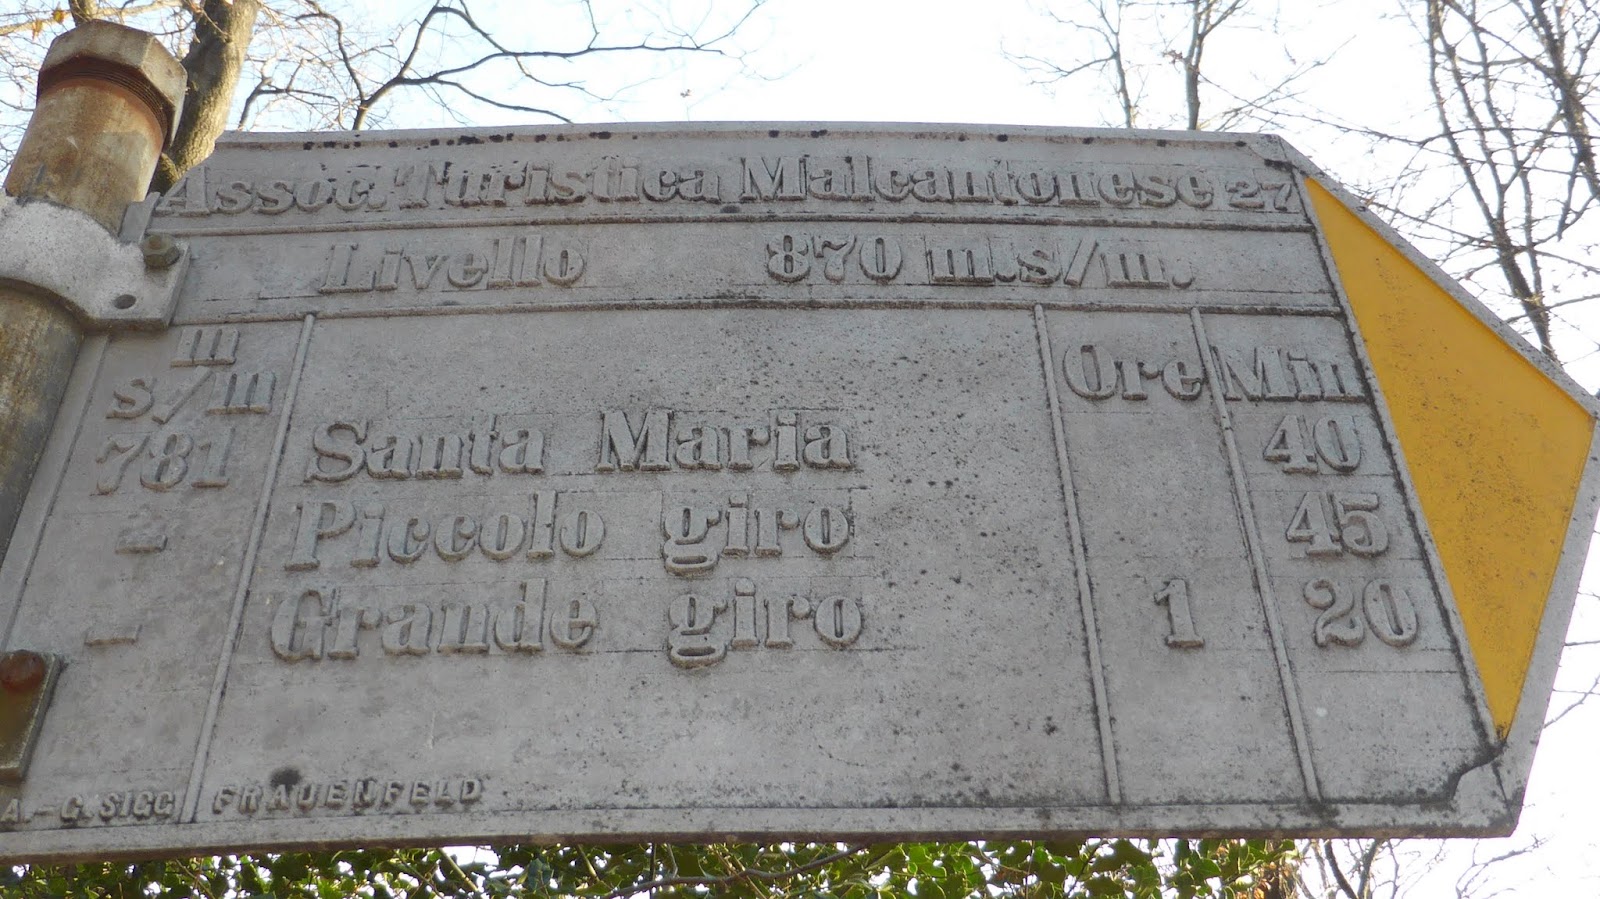 Assoc. Turistica Malcantonese 27
Livello 870 m.s/m.
m s/m Ore Min
781 Santa Maria 40
- Piccolo giro 45
- Grande giro 1 20
A.-G. SIGG FRAUENFELD